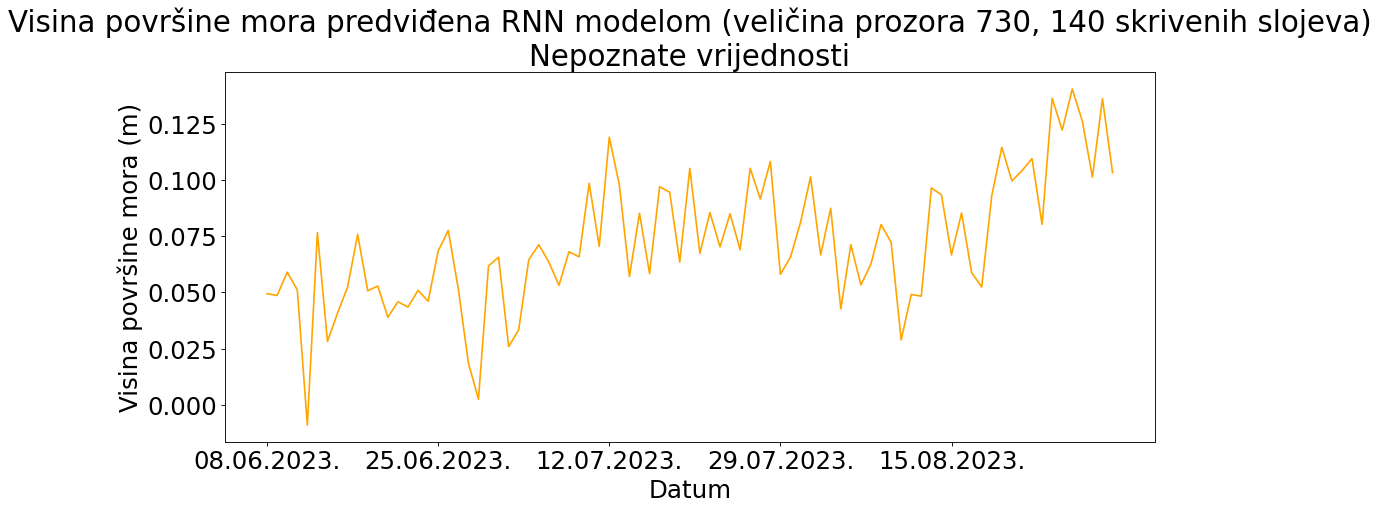 Visina površine mora predviđena RNN modelom (veličina prozora 730, 140 skrivenih slojeva)
Nepoznate vrijednosti
Visina površine mora (m)
0.125
0.100
0.075
0.050
0.025
0.000
08.06.2023. 25.06.2023. 12.07.2023. 29.07.2023. 15.08.2023.
Datum